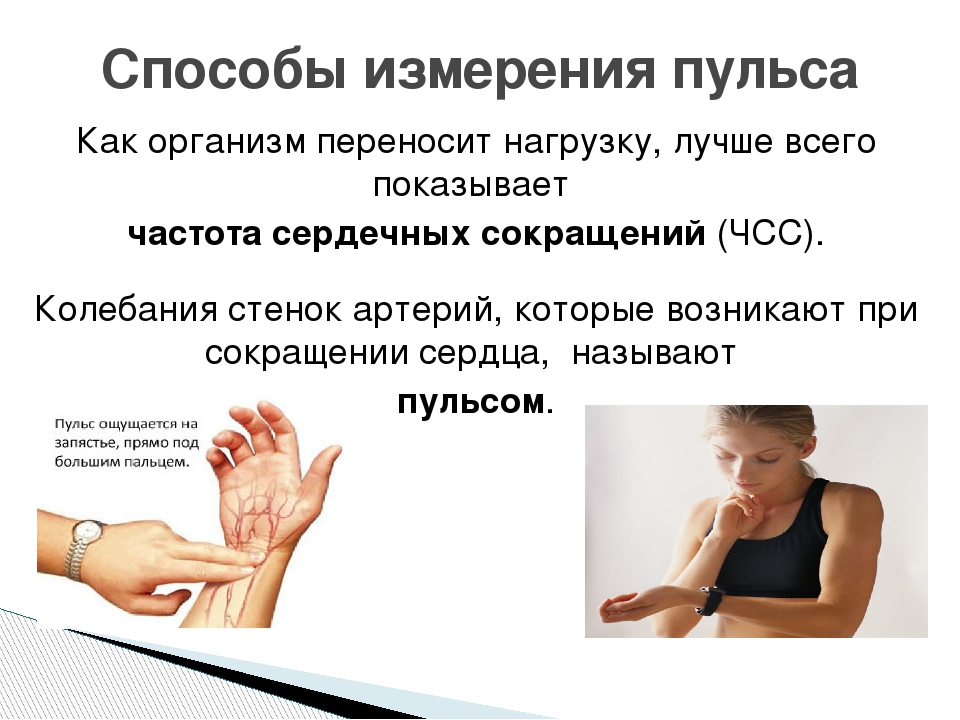 Способы измерения пульса
Как организм переносит нагрузку, лучше всего
показывает
частота сердечных сокращений (ЧСС).
Колебания стенок артерий, которые возникают при
сокращении сердца,  называют
пульсом.
Пульс ощущается на
запястье, прямо под
большим пальцем.